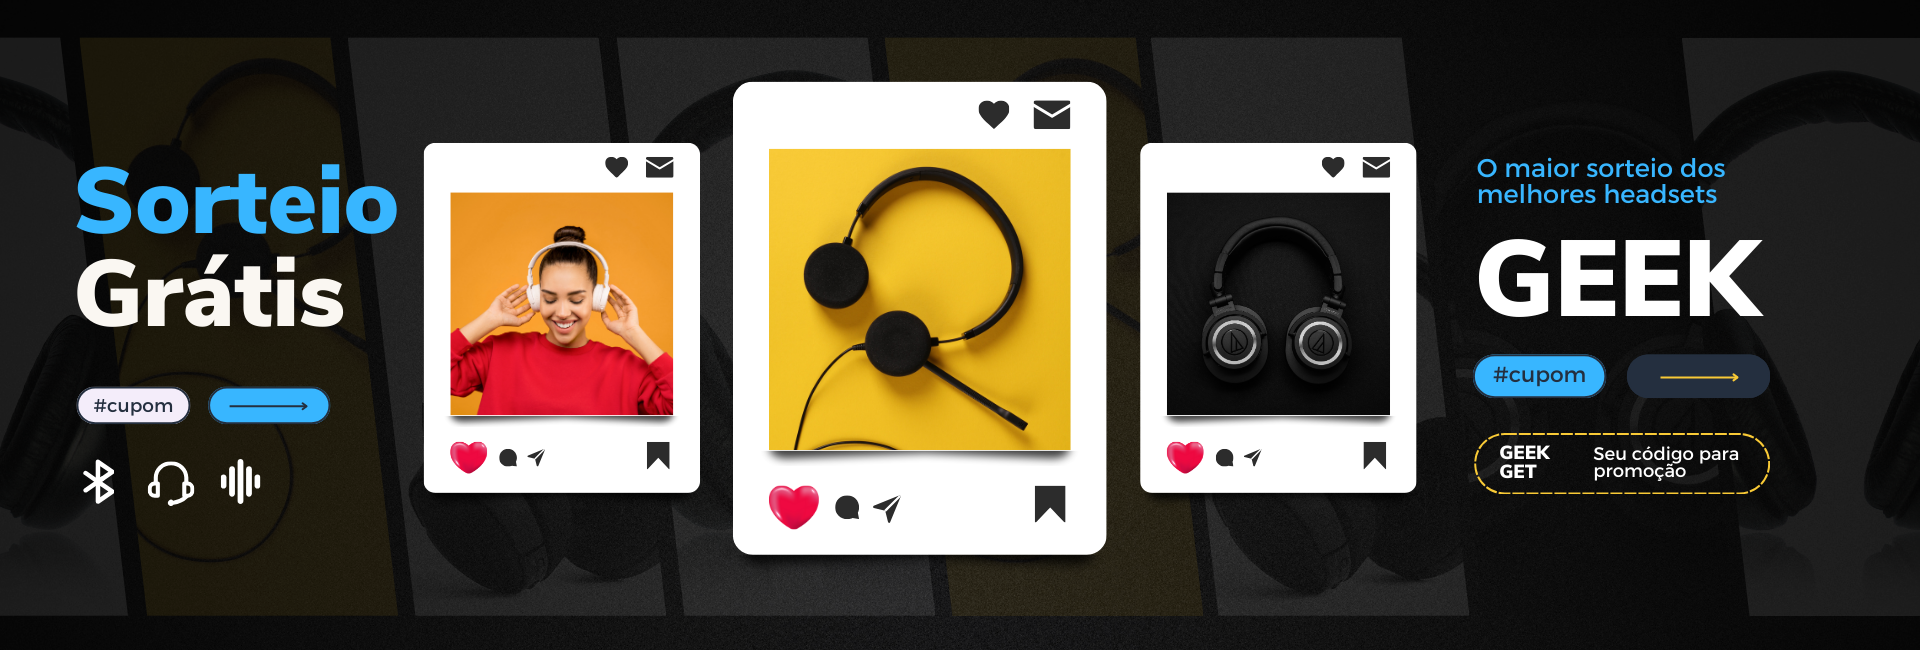 Sorteio
Grátis
#cupom
O maior sorteio dos
melhores headsets
GEEK
#cupom
GEEK
GET
Seu código para
promoção